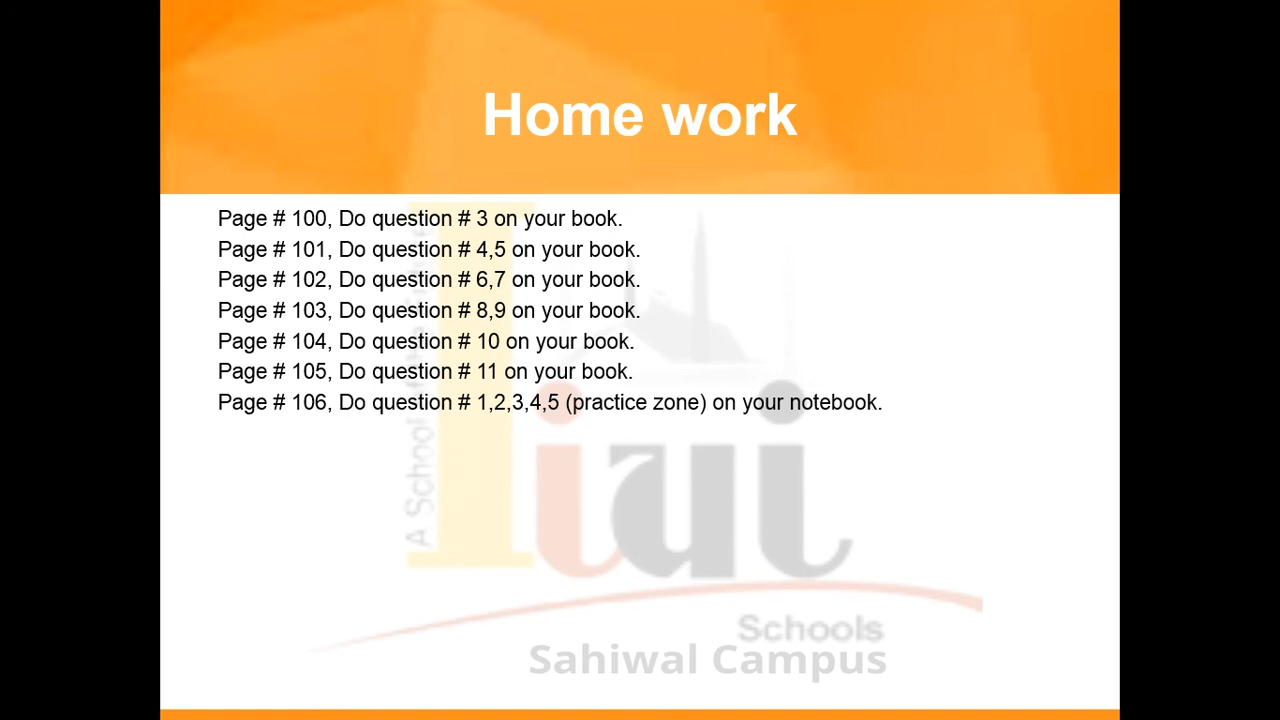 Home work
Page # 100, Do question # 3 on your book.
Page # 101, Do question # 4,5 on your book.
Page # 102, Do question # 6,7 on your book.
Page # 103, Do question # 8,9 on your book.
Page # 104, Do question # 10 on your book.
Page # 105, Do question # 11 on your book.
Page # 106, Do question # 1,2,3,4,5 (practice zone) on your notebook.
A School
Iiui
Schools
Sahiwal Campus